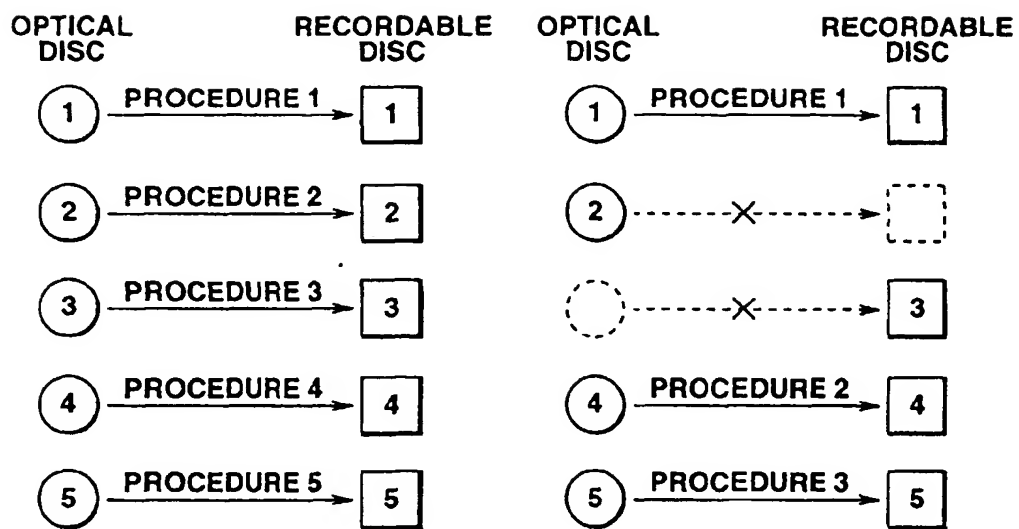 OPTICAL DISC
RECORDABLE DISC
1 PROCEDURE 1 1
2 PROCEDURE 2 2
3 PROCEDURE 3 3
4 PROCEDURE 4 4
5 PROCEDURE 5 5
OPTICAL DISC
RECORDABLE DISC
1 PROCEDURE 1 1
2
3
4 PROCEDURE 2 4
5 PROCEDURE 3 5